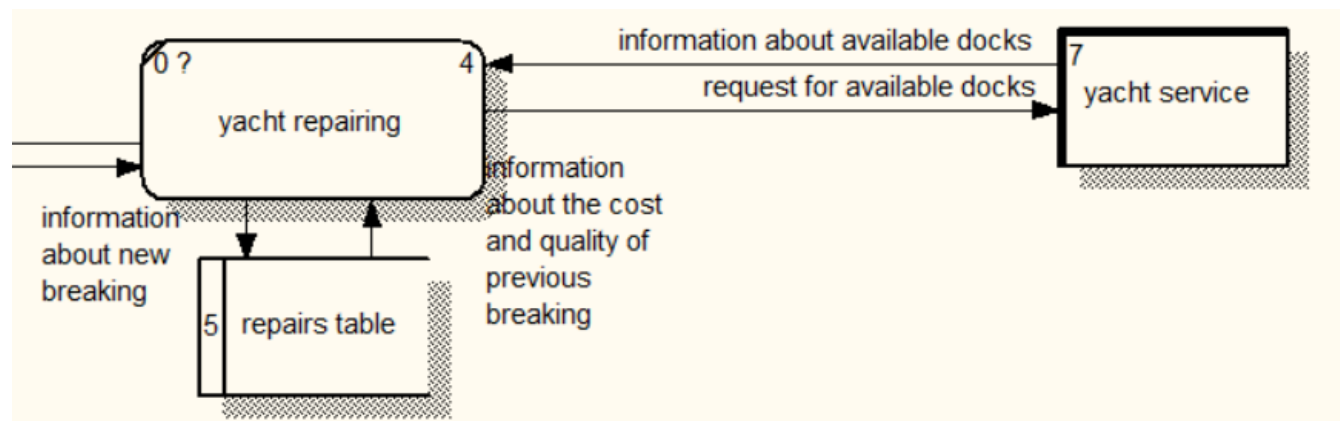 information about available docks
0 ?
4
7
request for available docks
yacht service
yacht repairing
information
about the cost
and quality of
previous
breaking
information
about new
breaking
5
repairs table